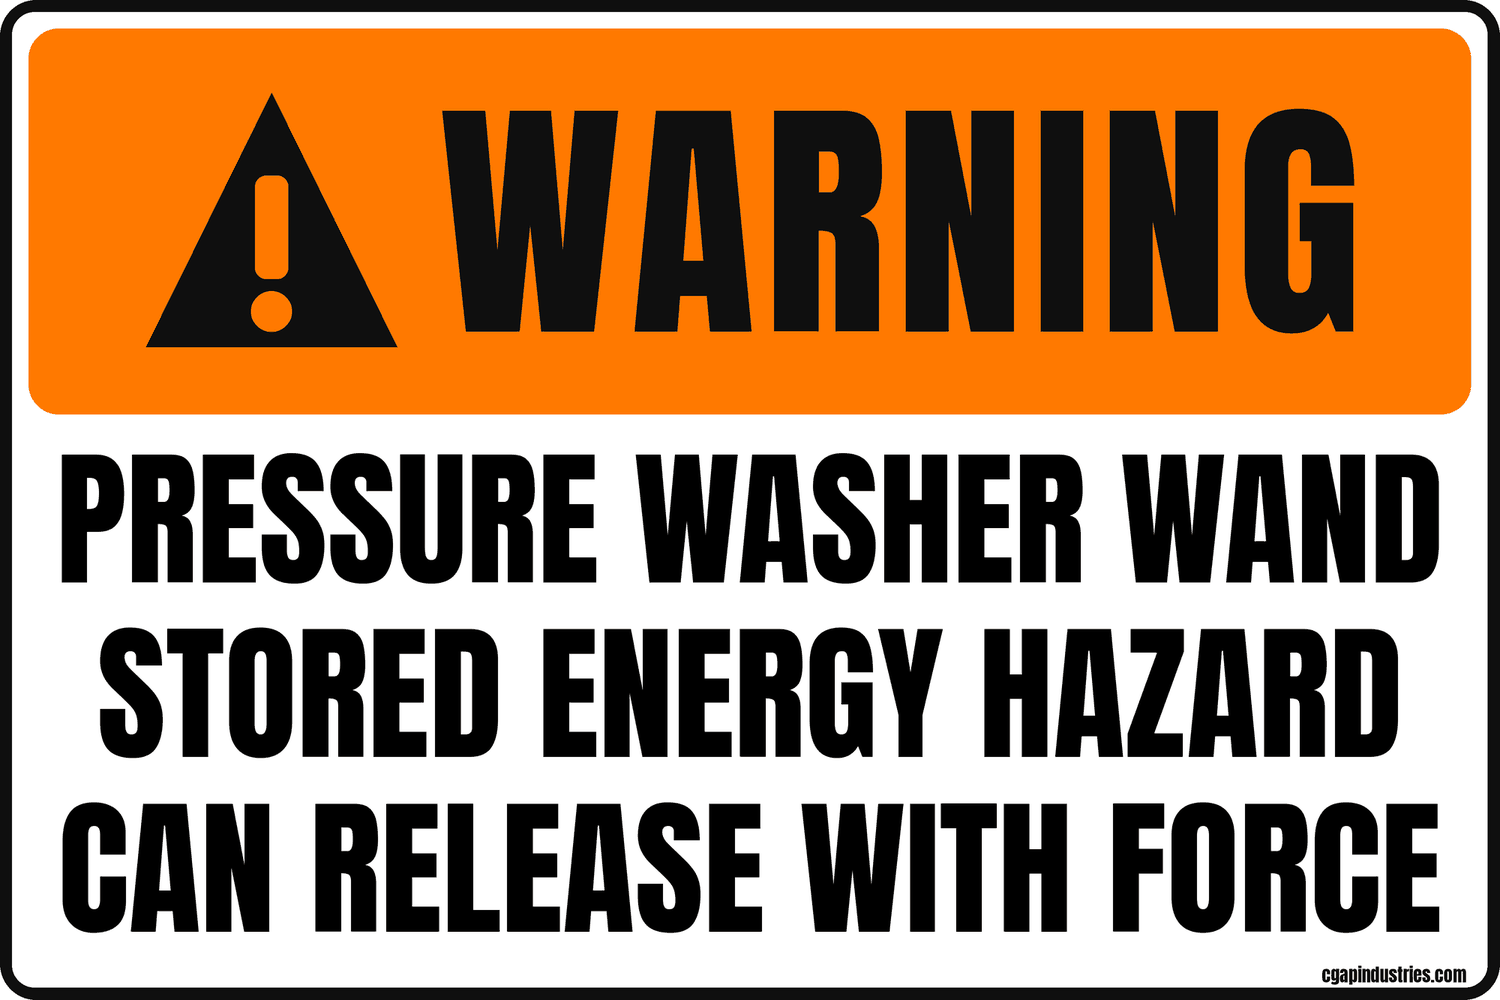 WARNING
PRESSURE WASHER WAND
STORED ENERGY HAZARD
CAN RELEASE WITH FORCE
cgapindustries.com